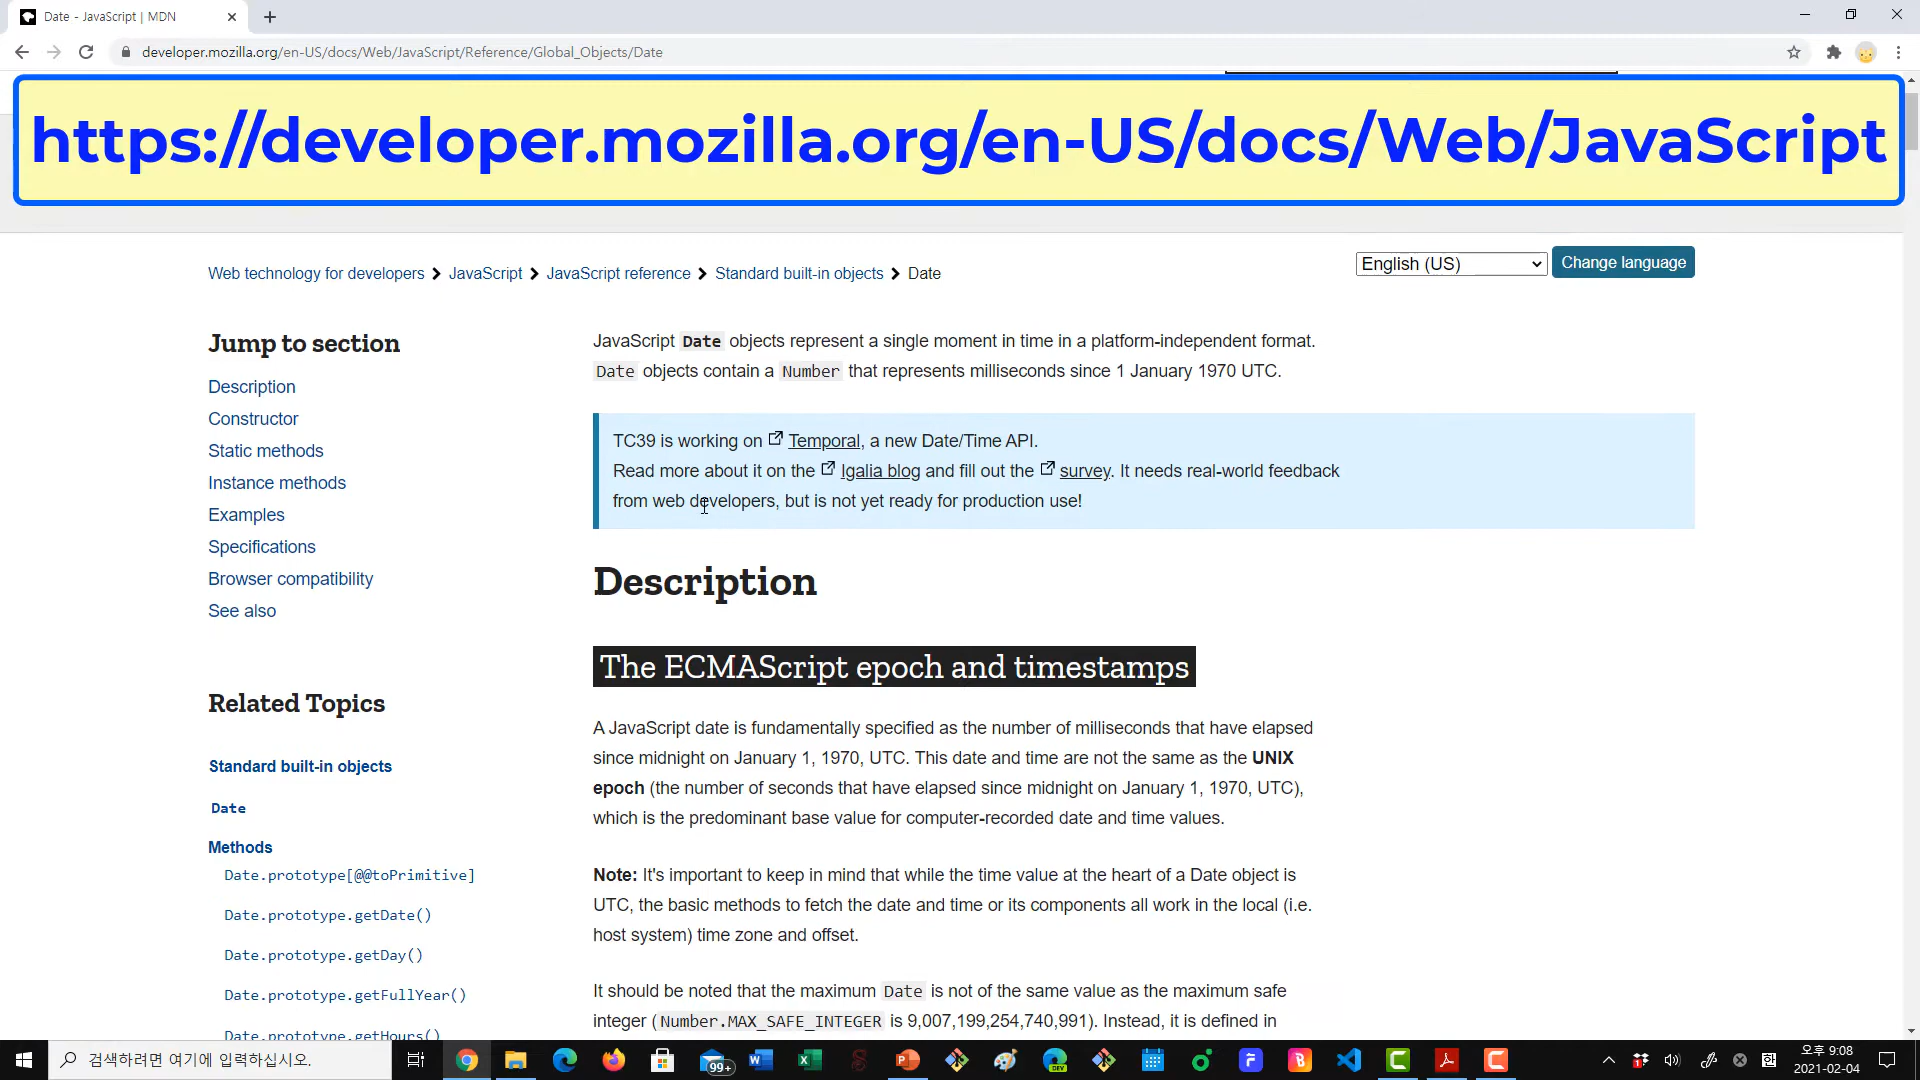 Date - JavaScript | MDN
developer.mozilla.org/en-US/docs/Web/JavaScript/Reference/Global_Objects/Date
https://developer.mozilla.org/en-US/docs/Web/JavaScript
Web technology for developers > JavaScript > JavaScript reference > Standard built-in objects > Date
English (US)
Change language
Jump to section
Description
Constructor
Static methods
Instance methods
Examples
Specifications
Browser compatibility
See also
Related Topics
Standard built-in objects
Date
Methods
Date.prototype[@@toPrimitive]
Date.prototype.getDate()
Date.prototype.getDay()
Date.prototype.getFullYear()
Date.prototype.getHours()
JavaScript Date objects represent a single moment in time in a platform-independent format.
Date objects contain a Number that represents milliseconds since 1 January 1970 UTC.
TC39 is working on Temporal, a new Date/Time API.
Read more about it on the Igalia blog and fill out the survey. It needs real-world feedback
from web developers, but is not yet ready for production use!
Description
The ECMAScript epoch and timestamps
A JavaScript date is fundamentally specified as the number of milliseconds that have elapsed
since midnight on January 1, 1970, UTC. This date and time are not the same as the UNIX
epoch (the number of seconds that have elapsed since midnight on January 1, 1970, UTC),
which is the predominant base value for computer-recorded date and time values.
Note: It's important to keep in mind that while the time value at the heart of a Date object is
UTC, the basic methods to fetch the date and time or its components all work in the local (i.e.
host system) time zone and offset.
It should be noted that the maximum Date is not of the same value as the maximum safe
integer (Number.MAX_SAFE_INTEGER is 9,007,199,254,740,991). Instead, it is defined in
검색하려면 여기에 입력하십시오.
99+
DEV
한
오후 9:08
2021-02-04